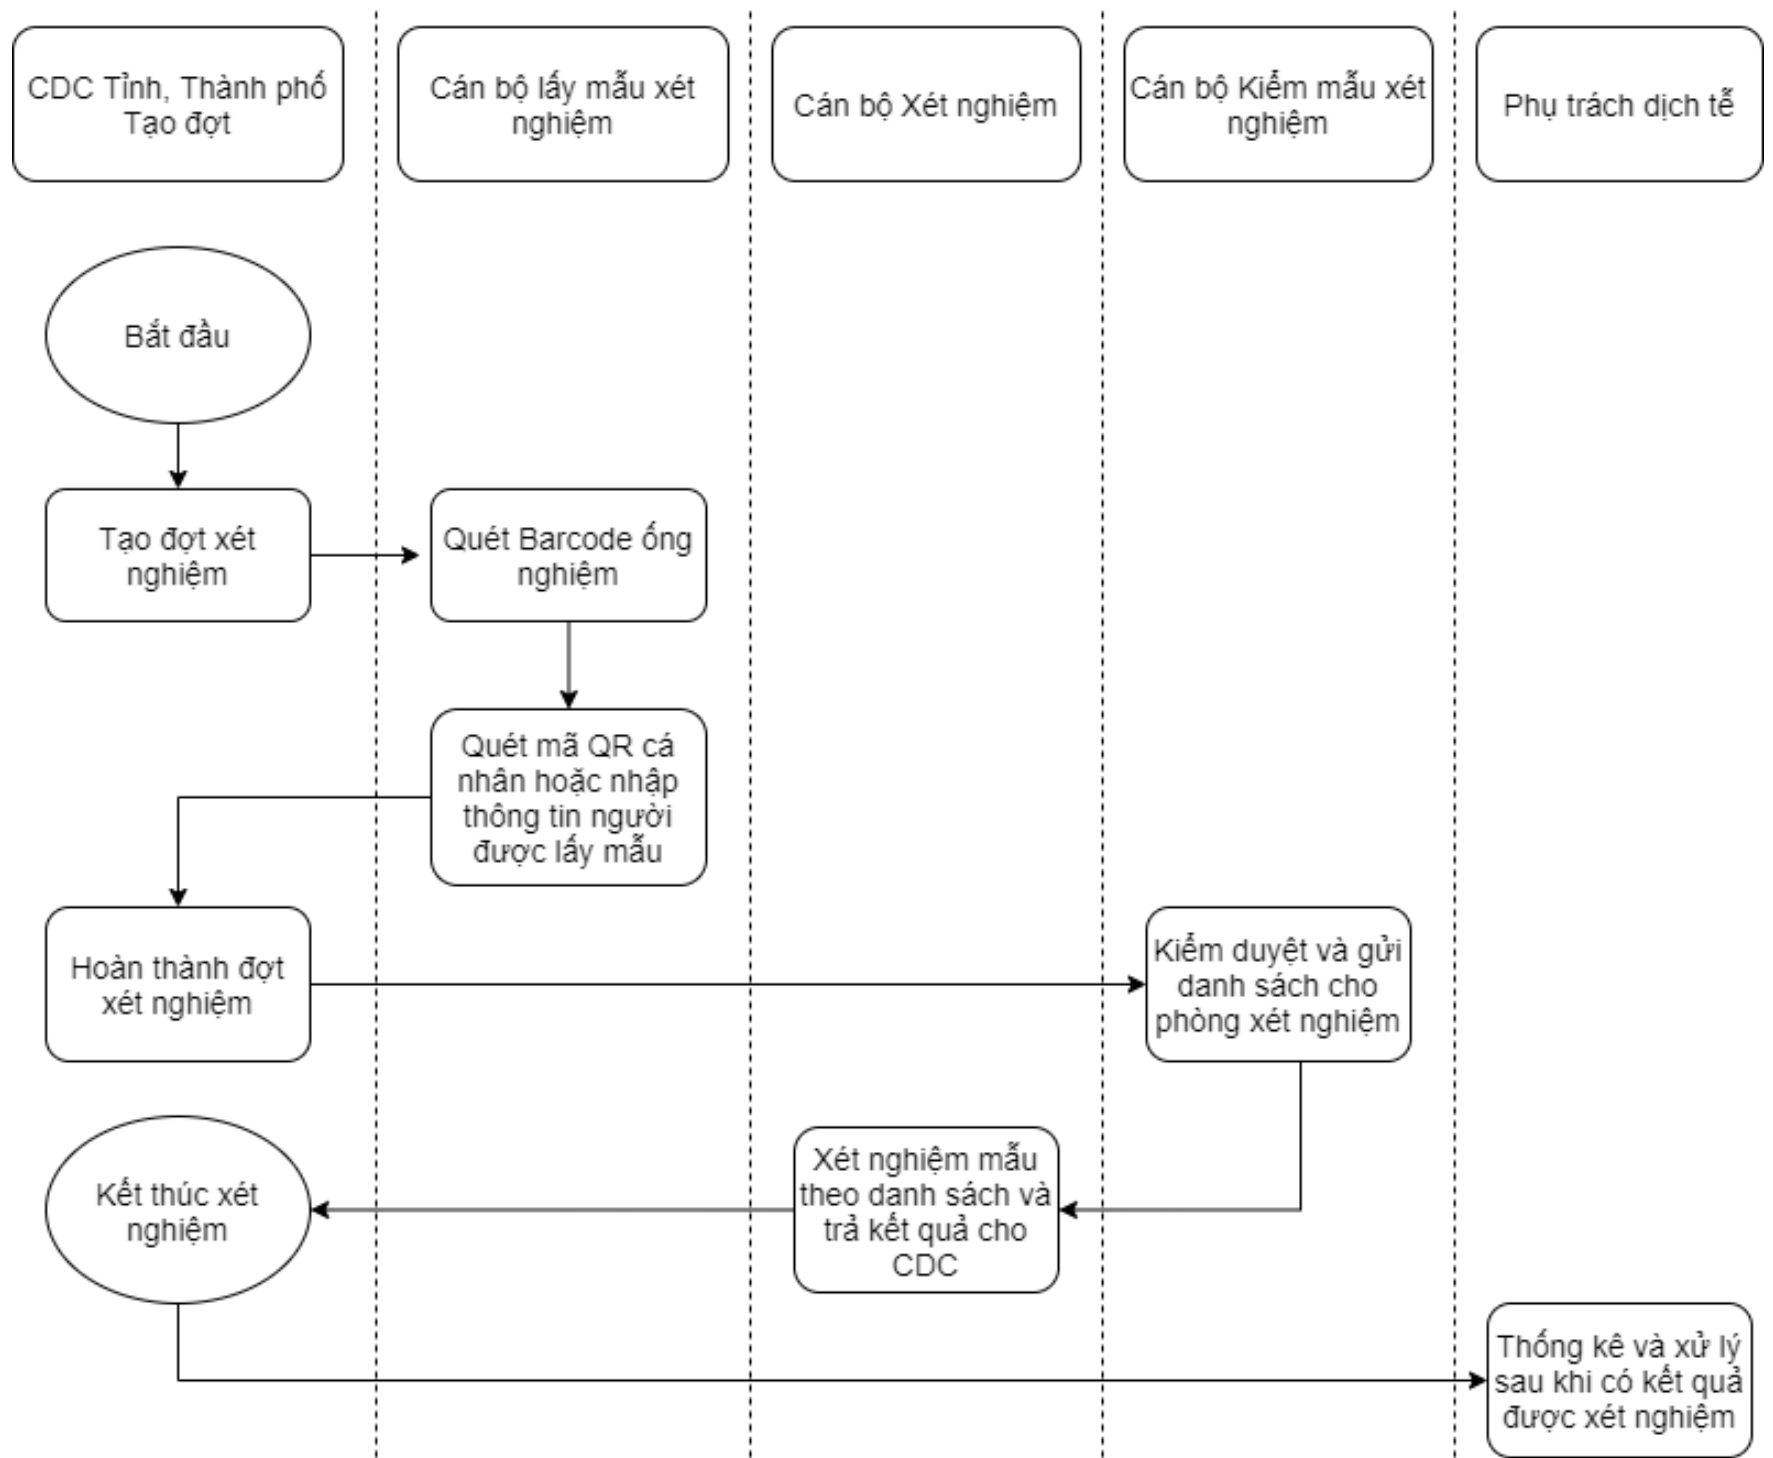 CDC Tỉnh, Thành phố
Tạo đợt
Cán bộ lấy mẫu xét
nghiệm
Cán bộ Xét nghiệm
Cán bộ Kiểm mẫu xét
nghiệm
Phụ trách dịch tễ
Bắt đầu
Tạo đợt xét
nghiệm
Quét Barcode ống
nghiệm
Quét mã QR cá
nhân hoặc nhập
thông tin người
được lấy mẫu
Hoàn thành đợt
xét nghiệm
Kiểm duyệt và gửi
danh sách cho
phòng xét nghiệm
Xét nghiệm mẫu
theo danh sách và
trả kết quả cho
CDC
Kết thúc xét
nghiệm
Thống kê và xử lý
sau khi có kết quả
được xét nghiệm